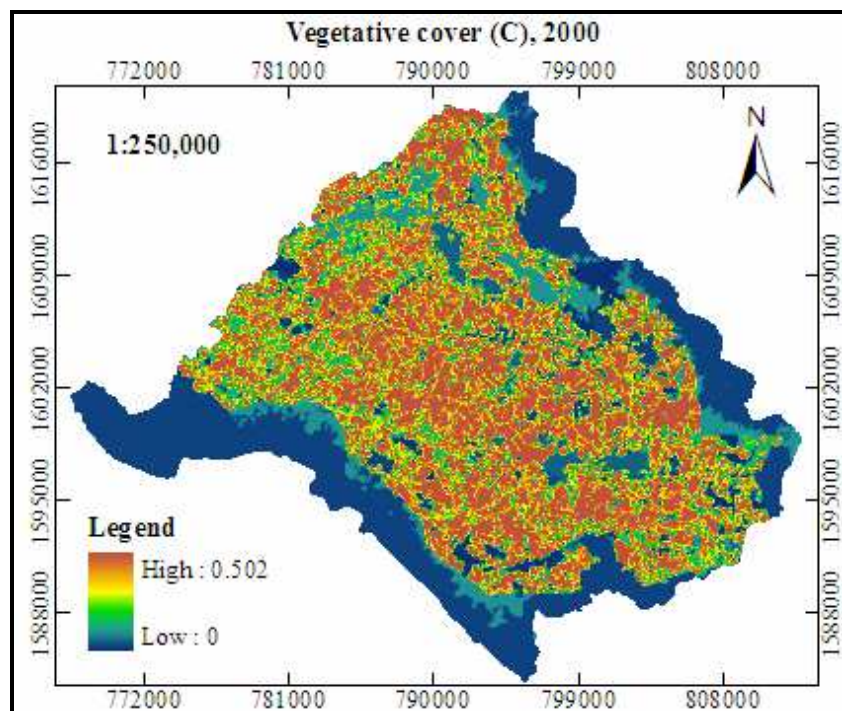 Vegetative cover (C), 2000
772000 781000 790000 799000 808000
1:250,000
N
1616000 1616000
1609000 1609000
1602000 1602000
1595000 1595000
1588000 1588000
Legend
High : 0.502
Low : 0
772000 781000 790000 799000 808000